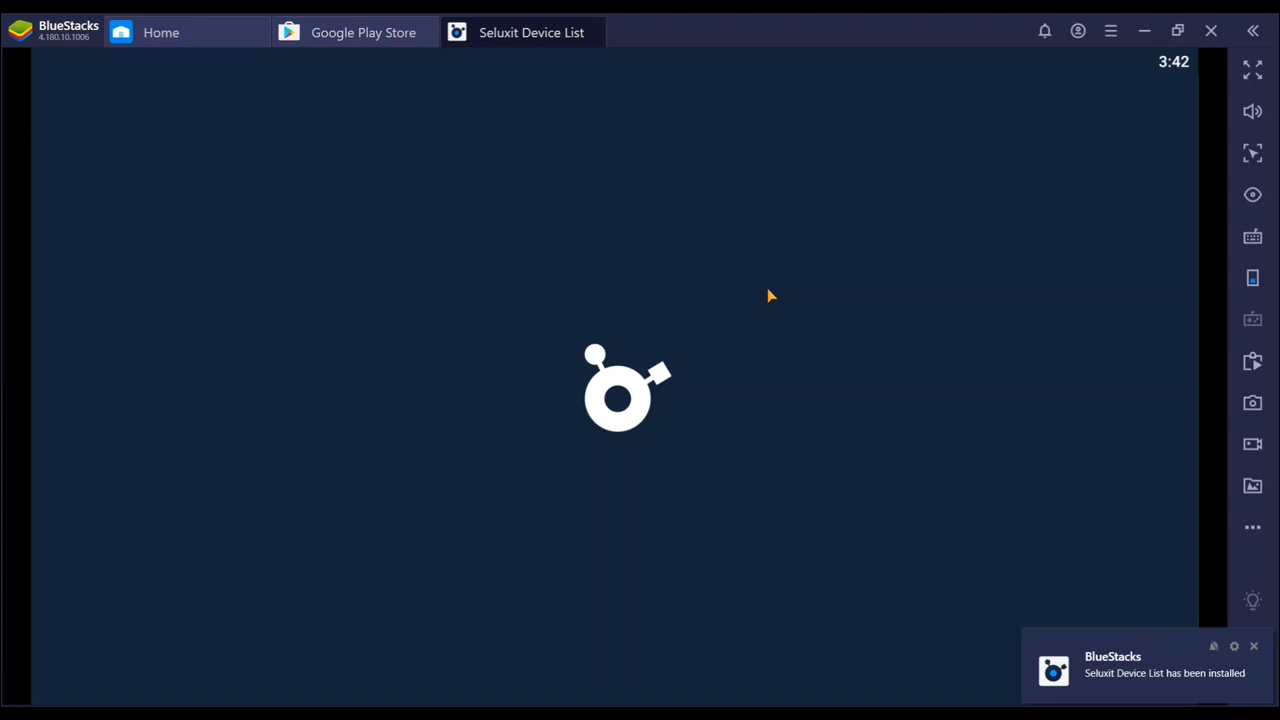 BlueStacks
4.180.10.1006
Home
Google Play Store
Seluxit Device List
3:42
BlueStacks
Seluxit Device List has been installed